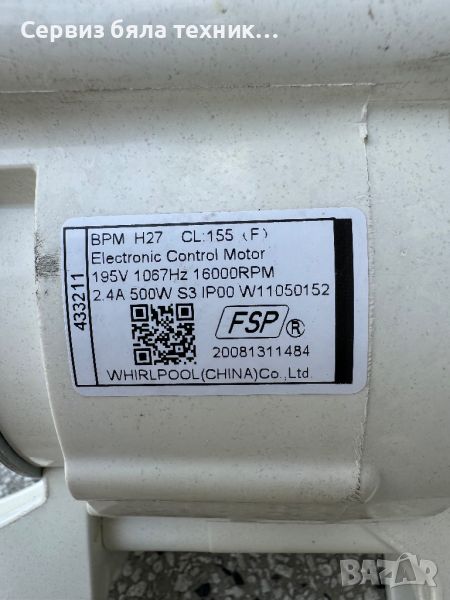 Сервиз бяла техник...
BPM H27 CL:155 (F)
Electronic Control Motor
195V 1067Hz 16000RPM
2.4A 500W S3 IP00 W11050152
433211
FSP®
20081311484
WHIRLPOOL(CHINA)Co.,Ltd.
BAZAR